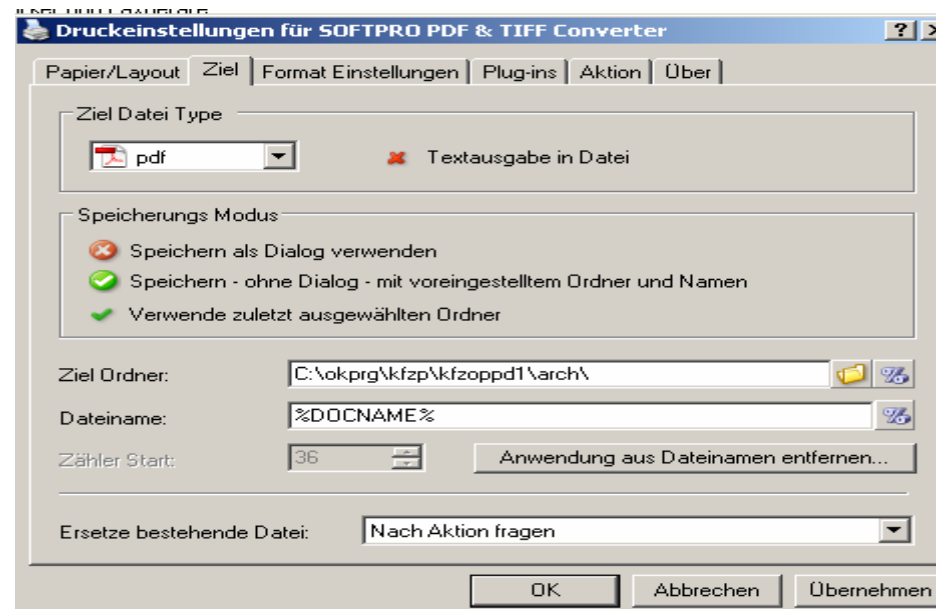 Druckeinstellungen für SOFTPRO PDF & TIFF Converter
Papier/Layout Ziel Format Einstellungen Plug-ins Aktion Über
Ziel Datei Type
pdf Textausgabe in Datei
Speicherungs Modus
Speichern als Dialog verwenden
Speichern - ohne Dialog - mit voreingestelltem Ordner und Namen
Verwende zuletzt ausgewählten Ordner
Ziel Ordner: C:\okprg\kfzp\kfzoppd1\arch\
Dateiname: %DOCNAME%
Zähler Start: 36 Anwendung aus Dateinamen entfernen...
Ersetze bestehende Datei: Nach Aktion fragen
OK Abbrechen Übernehmen